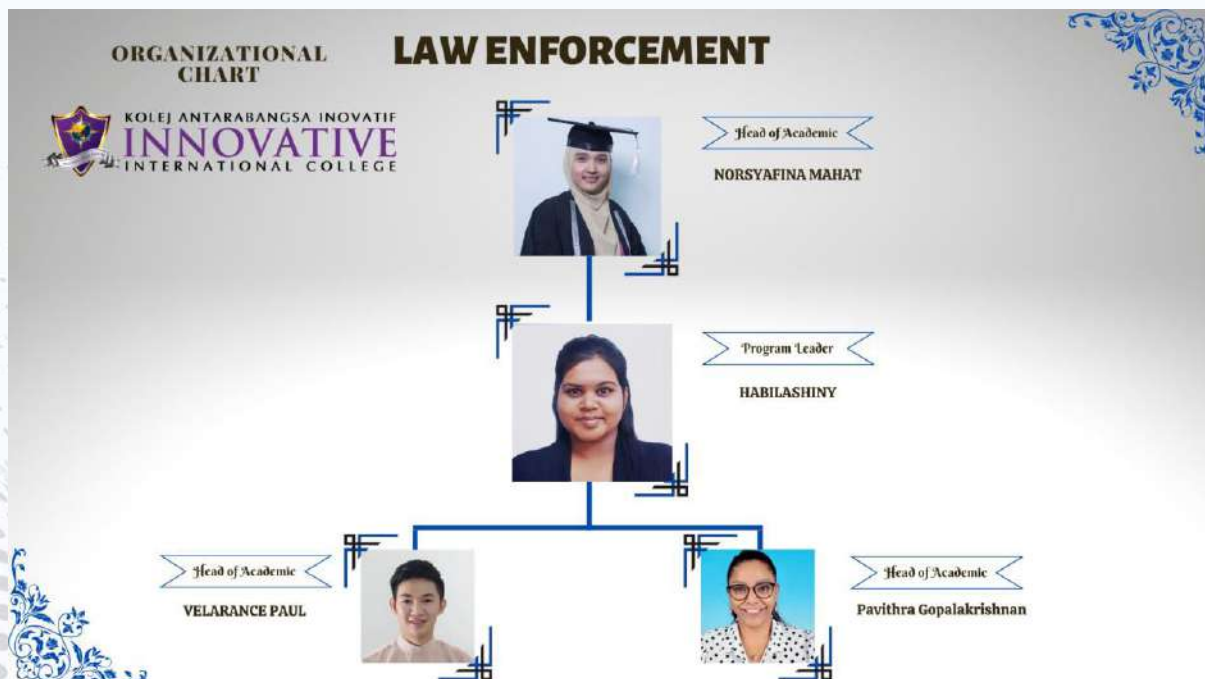 ORGANIZATIONAL
CHART
LAW ENFORCEMENT
KOLEJ ANTARABANGSA INOVATIF
INNOVATIVE
INTERNATIONAL COLLEGE
Head of Academic
NORSYAFINA MAHAT
Program Leader
HABILASHINY
Head of Academic
VELARANCE PAUL
Head of Academic
Pavithra Gopalakrishnan